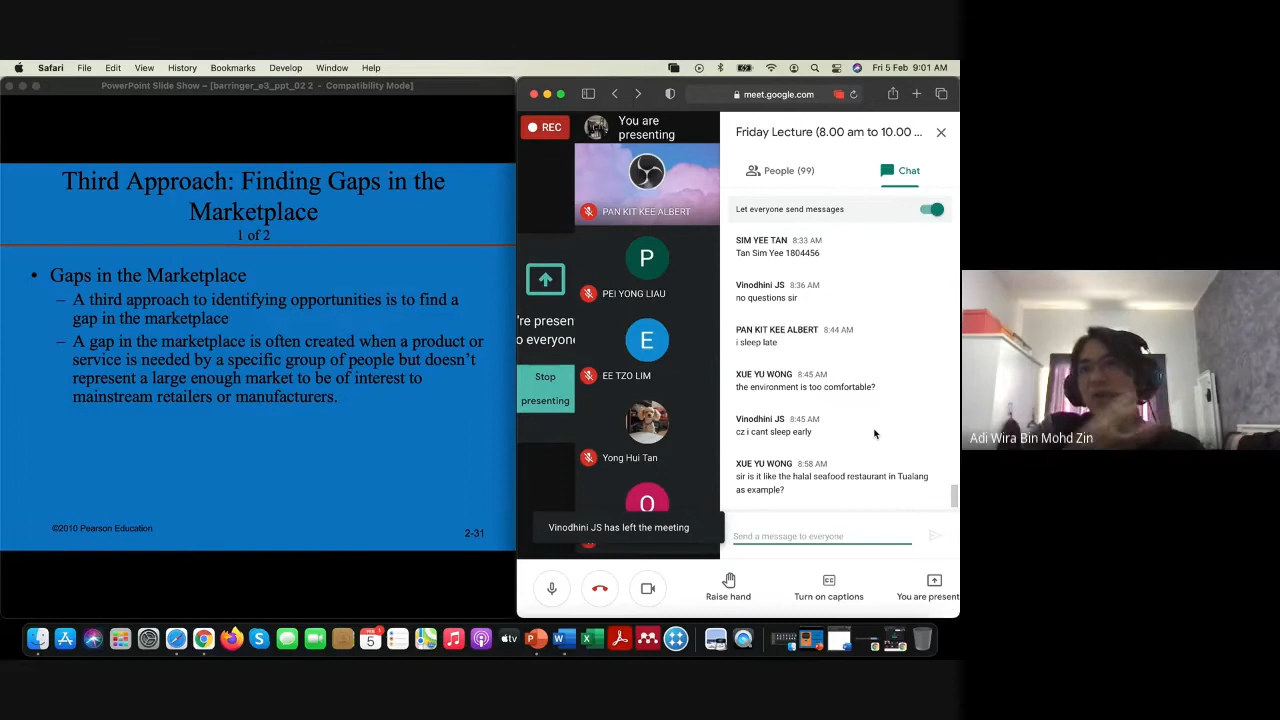 Safari File Edit View History Bookmarks Develop Window Help
Fri 5 Feb 9:01 AM
PowerPoint Slide Show – [barringer_e3_ppt_02 2 - Compatibility Mode]
Third Approach: Finding Gaps in the
Marketplace
1 of 2
• Gaps in the Marketplace
– A third approach to identifying opportunities is to find a
gap in the marketplace
– A gap in the marketplace is often created when a product or
service is needed by a specific group of people but doesn't
represent a large enough market to be of interest to
mainstream retailers or manufacturers.
©2010 Pearson Education
2-31
meet.google.com
REC
You are
presenting
PAN KIT KEE ALBERT
P
PEI YONG LIAU
're presen
o everyone
E
EE TZO LIM
Stop
presenting
Yong Hui Tan
O
Vinodhini JS has left the meeting
Friday Lecture (8.00 am to 10.00 ...
People (99)
Chat
Let everyone send messages
SIM YEE TAN 8:33 AM
Tan Sim Yee 1804456
Vinodhini JS 8:36 AM
no questions sir
PAN KIT KEE ALBERT 8:44 AM
i sleep late
XUE YU WONG 8:45 AM
the environment is too comfortable?
Vinodhini JS 8:45 AM
cz i cant sleep early
XUE YU WONG 8:58 AM
sir is it like the halal seafood restaurant in Tualang
as example?
Send a message to everyone
Raise hand
CC
Turn on captions
You are present
FEB
5
tv
Adi Wira Bin Mohd Zin